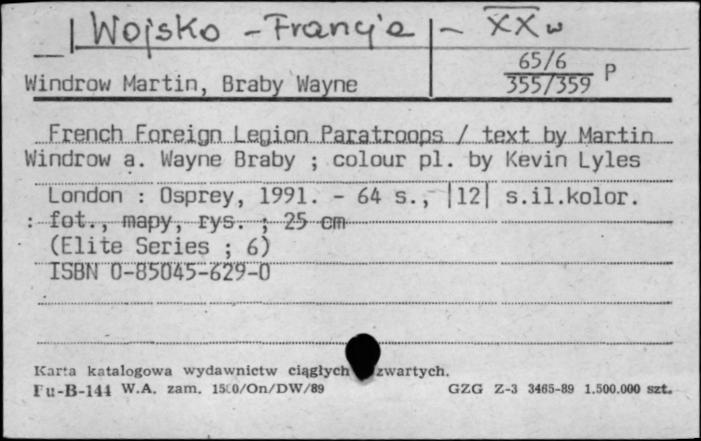 Wojsko - Francja - XX w
65/6
355/359 P
Windrow Martin, Braby Wayne
French Foreign Legion Paratroops / text by Martin
Windrow a. Wayne Braby ; colour pl. by Kevin Lyles
London : Osprey, 1991. - 64 s., |12| s.il.kolor.
: fot., mapy, rys. ; 25 cm
(Elite Series ; 6)
ISBN 0-85045-629-0
Karta katalogowa wydawnictw ciągłych zwartych.
Pu-B-144 W.A. zam. 1500/On/DW/89 GZG Z-3 3465-89 1.500.000 szt.